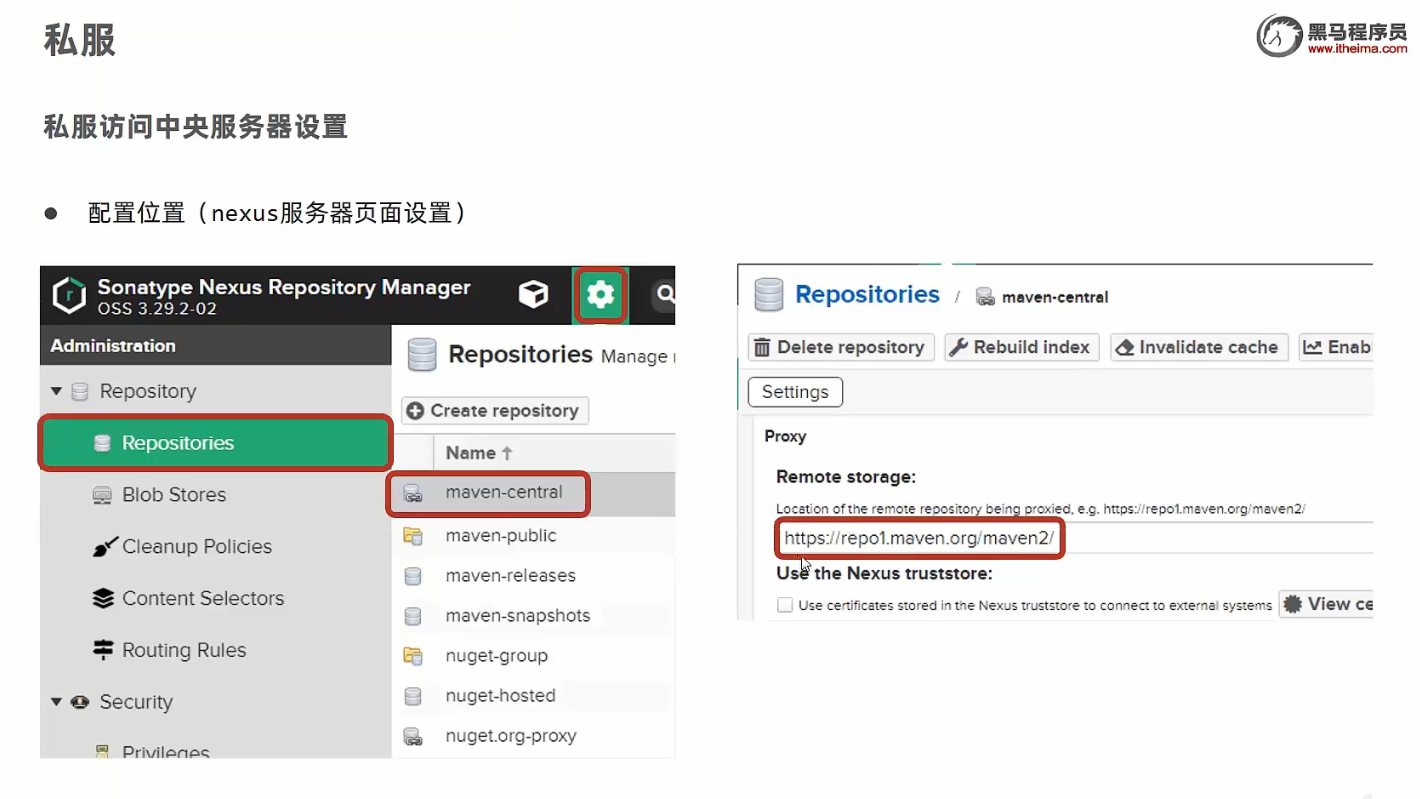 私服
黑马程序员
www.itheima.com
私服访问中央服务器设置
● 配置位置（nexus服务器页面设置）
Sonatype Nexus Repository Manager
OSS 3.29.2-02
Administration
Repository
Repositories
Blob Stores
Cleanup Policies
Content Selectors
Routing Rules
Security
Privileges
Repositories Manage
Create repository
Name
maven-central
maven-public
maven-releases
maven-snapshots
nuget-group
nuget-hosted
nuget.org-proxy
Repositories / maven-central
Delete repository Rebuild index Invalidate cache Enab
Settings
Proxy
Remote storage:
Location of the remote repository being proxied, e.g. https://repo1.maven.org/maven2/
https://repo1.maven.org/maven2/
Use the Nexus truststore:
Use certificates stored in the Nexus truststore to connect to external systems View ce